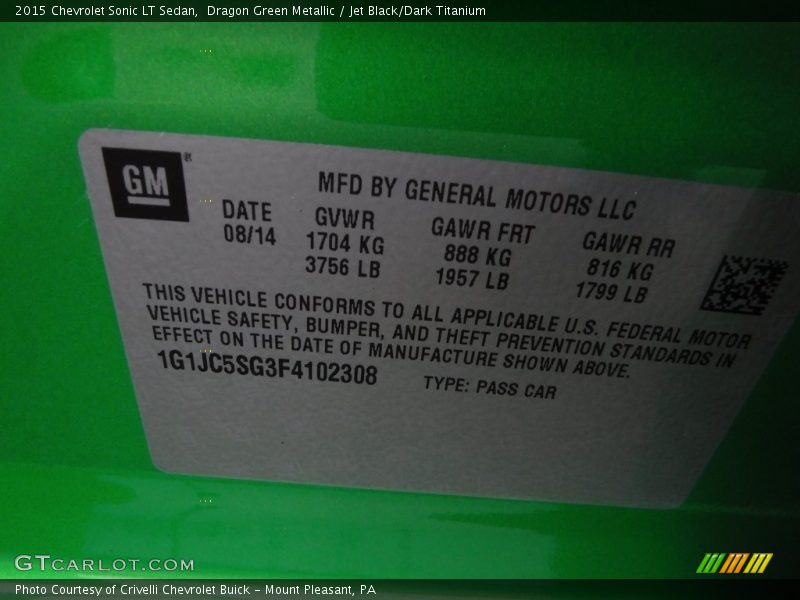 2015 Chevrolet Sonic LT Sedan,  Dragon Green Metallic / Jet Black/Dark Titanium
GM®
MFD BY GENERAL MOTORS LLC
DATE GVWR GAWR FRT GAWR RR
08/14 1704 KG 888 KG 816 KG
3756 LB 1957 LB 1799 LB
THIS VEHICLE CONFORMS TO ALL APPLICABLE U.S. FEDERAL MOTOR
VEHICLE SAFETY, BUMPER, AND THEFT PREVENTION STANDARDS IN
EFFECT ON THE DATE OF MANUFACTURE SHOWN ABOVE.
1G1JC5SG3F4102308 TYPE: PASS CAR
GTCARLOT.COM
Photo Courtesy of Crivelli Chevrolet Buick - Mount Pleasant, PA